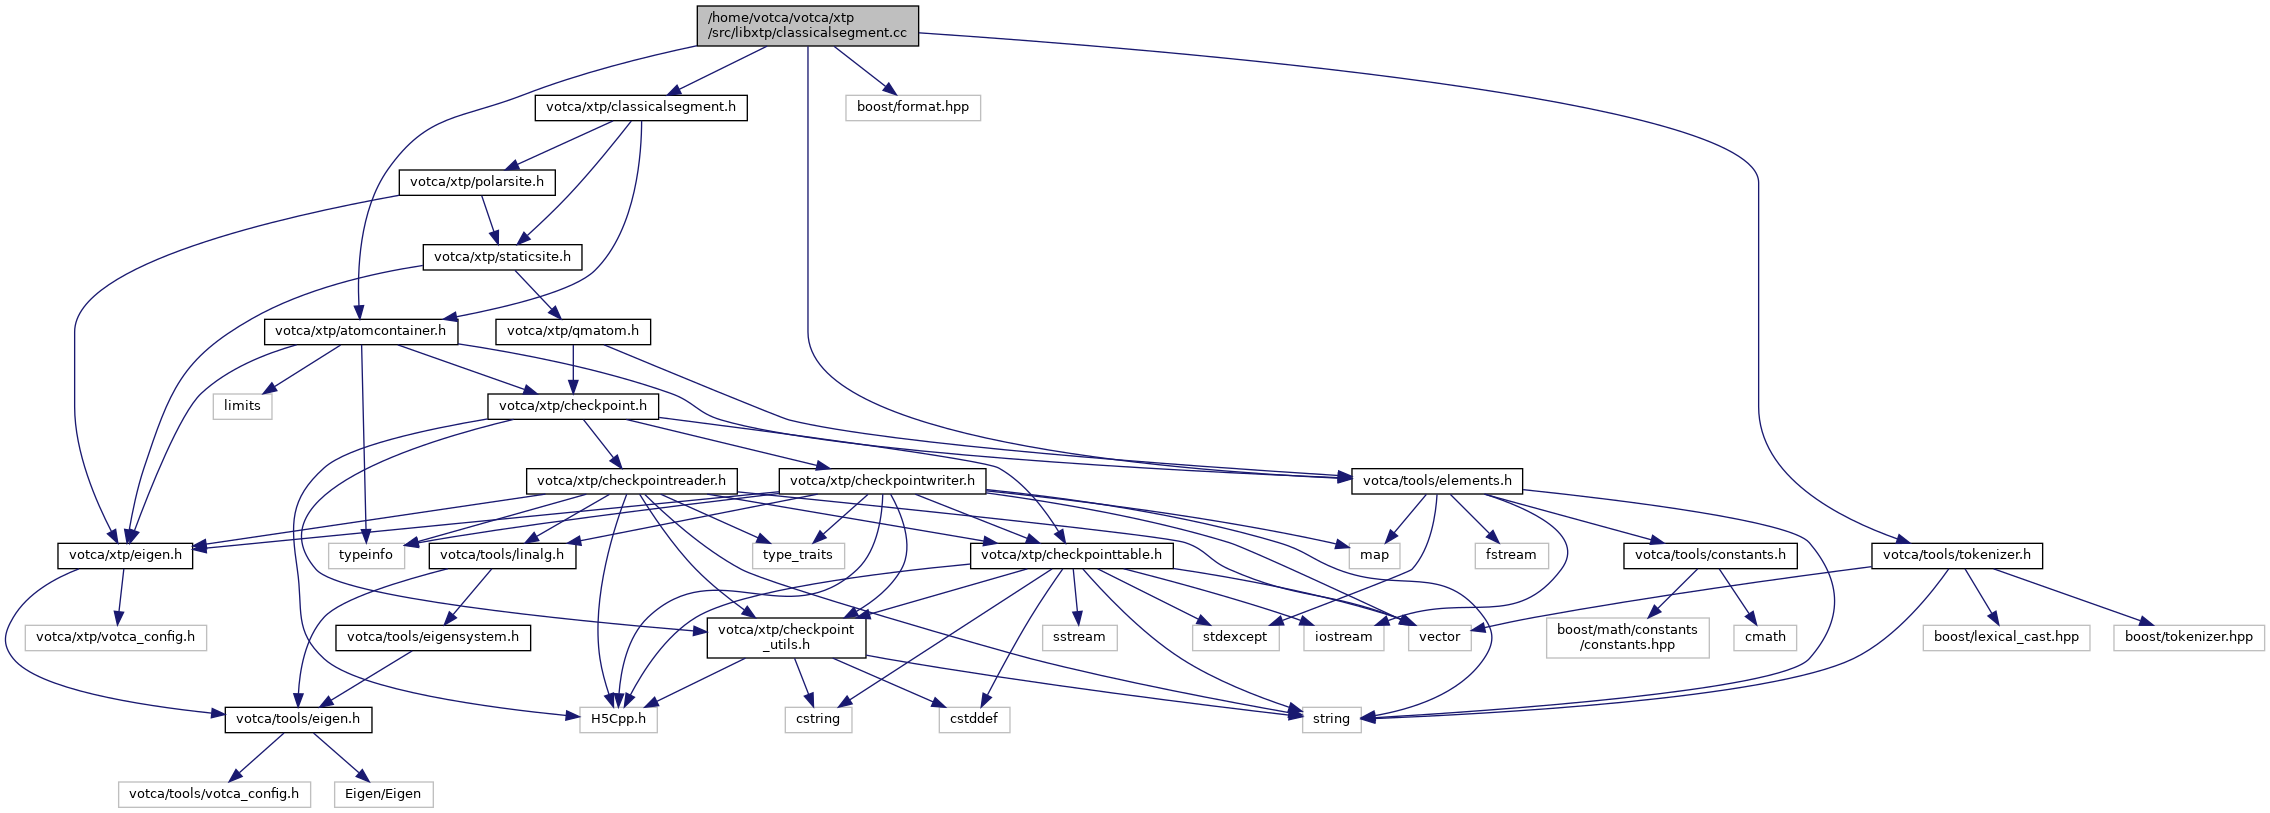 /home/votca/votca/xtp
/src/libxtp/classicalsegment.cc
votca/xtp/classicalsegment.h
boost/format.hpp
votca/xtp/polarsite.h
votca/xtp/staticsite.h
votca/xtp/atomcontainer.h
votca/xtp/qmatom.h
limits
votca/xtp/checkpoint.h
votca/xtp/checkpointreader.h
votca/xtp/checkpointwriter.h
votca/tools/elements.h
votca/xtp/eigen.h
typeinfo
votca/tools/linalg.h
type_traits
votca/xtp/checkpointtable.h
map
fstream
votca/tools/constants.h
votca/tools/tokenizer.h
votca/xtp/votca_config.h
votca/tools/eigensystem.h
votca/xtp/checkpoint
_utils.h
sstream
stdexcept
iostream
vector
boost/math/constants
/constants.hpp
cmath
boost/lexical_cast.hpp
boost/tokenizer.hpp
votca/tools/eigen.h
H5Cpp.h
cstring
cstddef
string
votca/tools/votca_config.h
Eigen/Eigen